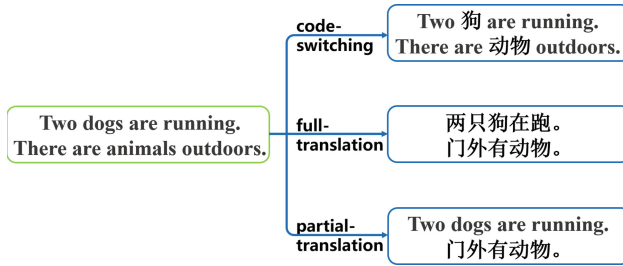 Two dogs are running.
There are animals outdoors.
code-
switching
Two 狗 are running.
There are 动物 outdoors.
full-
translation
两只狗在跑。
门外有动物。
partial-
translation
Two dogs are running.
门外有动物。